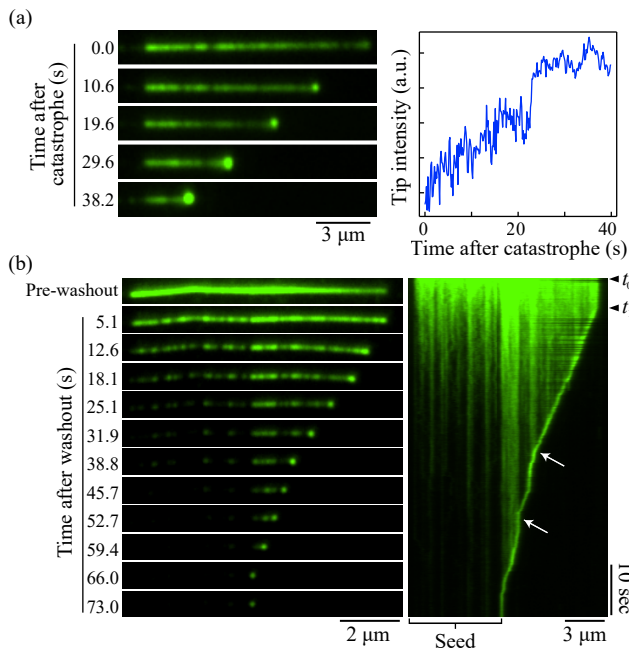 (a)
Time after
catastrophe (s)
0.0
10.6
19.6
29.6
38.2
3 μm
Tip intensity (a.u.)
0
20
40
Time after catastrophe (s)
(b)
Time after washout (s)
Pre-washout
5.1
12.6
18.1
25.1
31.9
38.8
45.7
52.7
59.4
66.0
73.0
2 μm
t
10 sec
Seed
3 μm